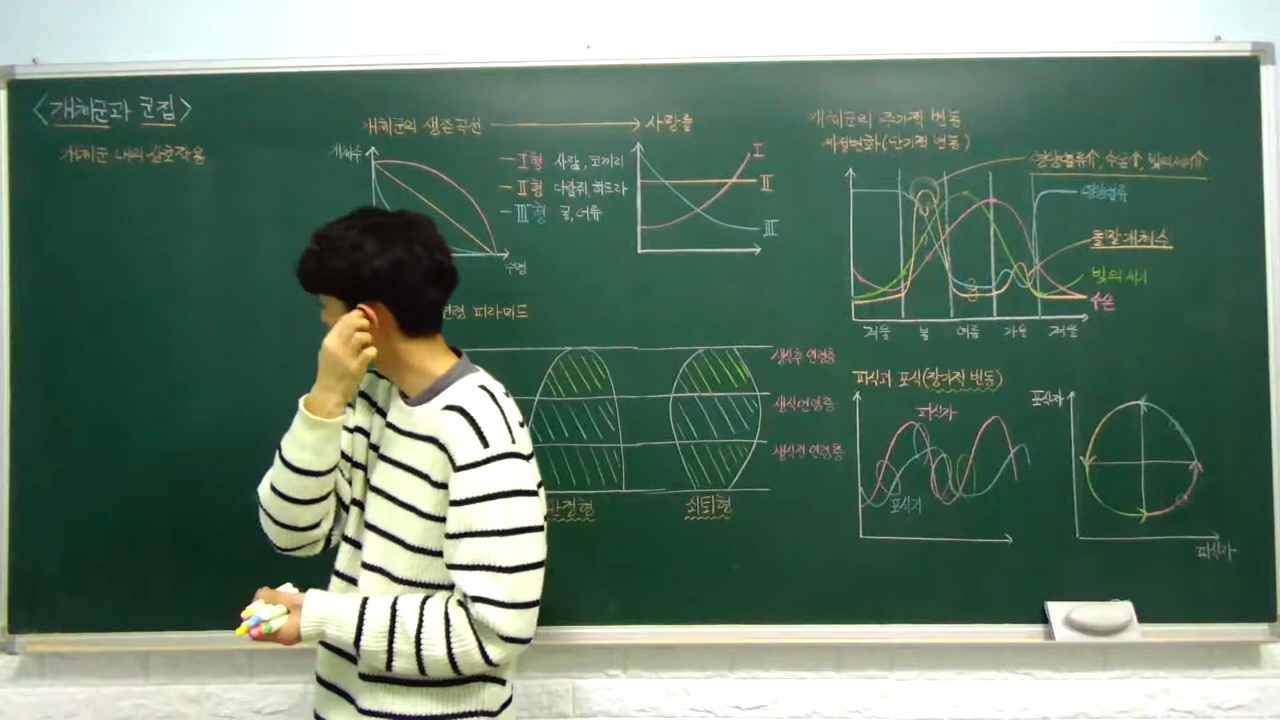 <개체군과 군집>
개체군 내의 상호작용
개체군의 생존곡선 → 사망률
개체수
I형 사람, 코끼리
II형 다람쥐, 히드라
III형 굴, 어류
수명
I
II
III
연령 피라미드
생식후 연령층
생식 연령층
생식전 연령층
안정형
쇠퇴형
개체군의 주기적 변동
계절변화(단기적 변동)
영양염류↑, 수온↑, 빛의세기↑
영양염류
돌말개체수
빛의 세기
수온
겨울 봄 여름 가을 겨울
피식과 포식(장기적 변동)
피식자
포식자
포식자
피식자